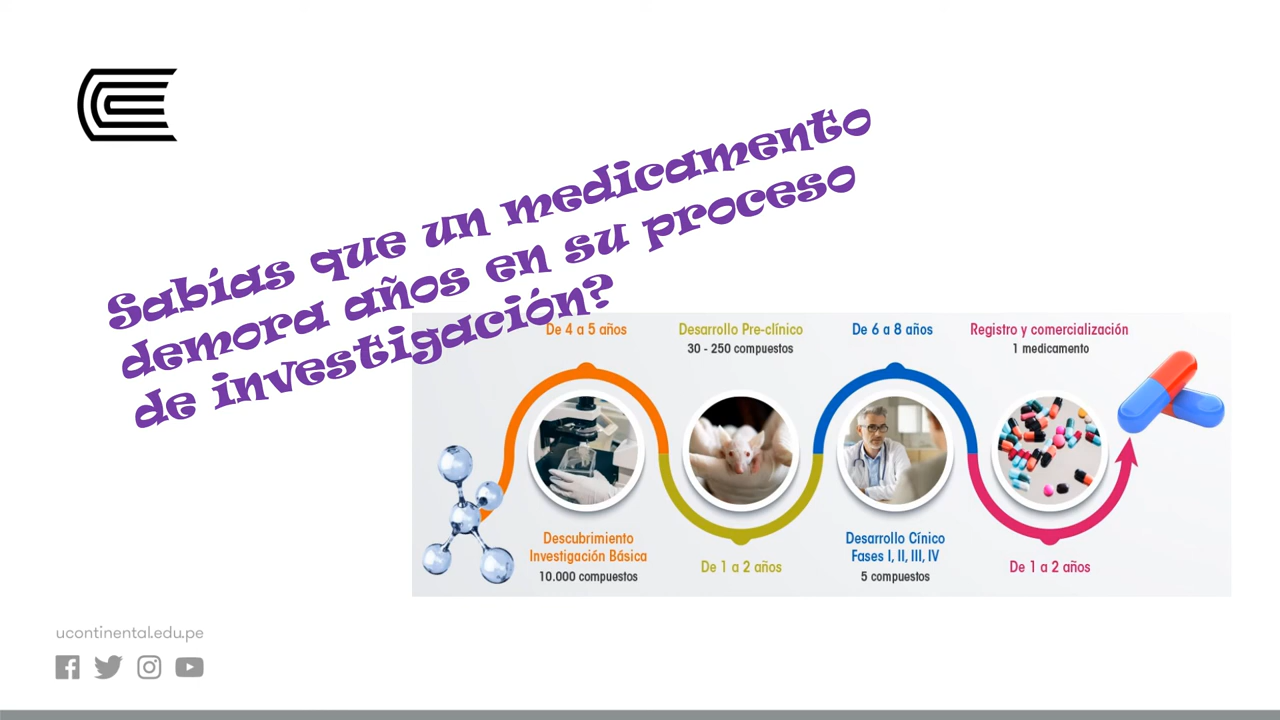 Sabías que un medicamento
demora años en su proceso
de investigación?
De 4 a 5 años
Descubrimiento
Investigación Básica
10.000 compuestos
Desarrollo Pre-clínico
30 - 250 compuestos
De 1 a 2 años
De 6 a 8 años
Desarrollo Cínico
Fases I, II, III, IV
5 compuestos
Registro y comercialización
1 medicamento
De 1 a 2 años
ucontinental.edu.pe